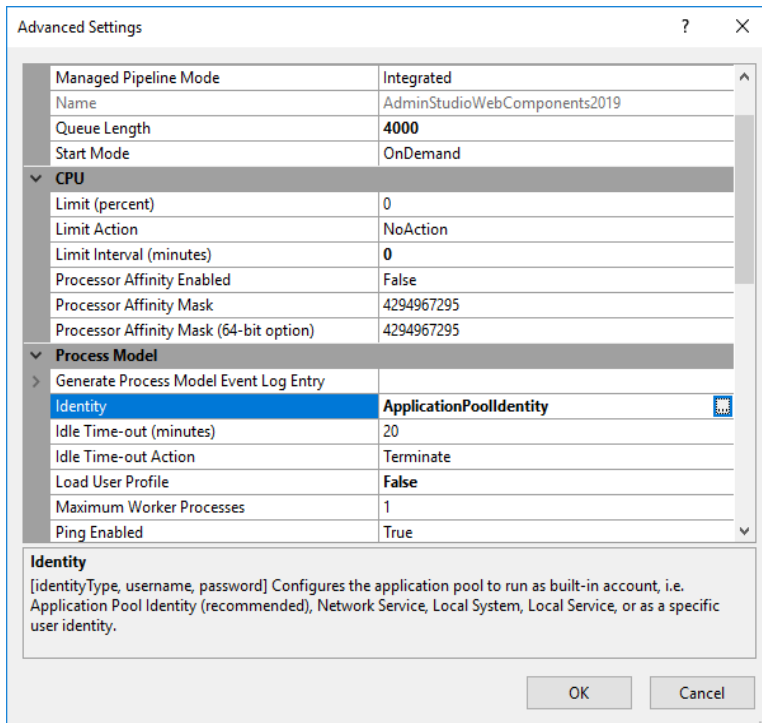 Advanced Settings ?
Managed Pipeline Mode Integrated
Name AdminStudioWebComponents2019
Queue Length 4000
Start Mode OnDemand
CPU
Limit (percent) 0
Limit Action NoAction
Limit Interval (minutes) 0
Processor Affinity Enabled False
Processor Affinity Mask 4294967295
Processor Affinity Mask (64-bit option) 4294967295
Process Model
Generate Process Model Event Log Entry
Identity ApplicationPoolIdentity ...
Idle Time-out (minutes) 20
Idle Time-out Action Terminate
Load User Profile False
Maximum Worker Processes 1
Ping Enabled True
Identity
[identityType, username, password] Configures the application pool to run as built-in account, i.e.
Application Pool Identity (recommended), Network Service, Local System, Local Service, or as a specific
user identity.
OK Cancel